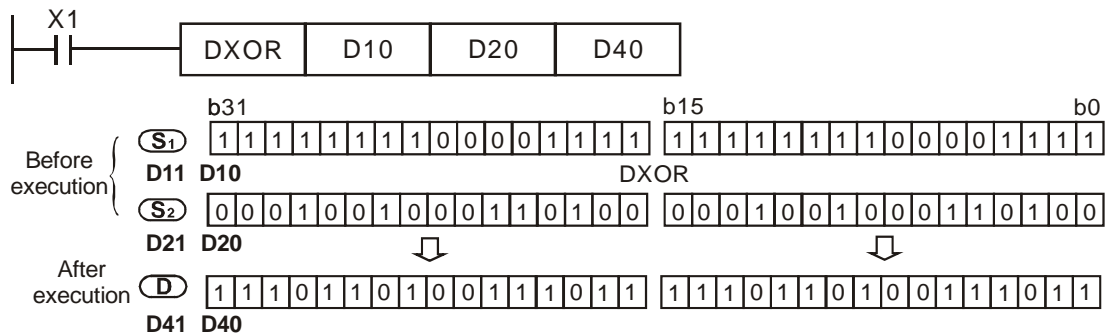 X1
DXOR D10 D20 D40
b31 b15 b0
Before execution
S1 1 1 1 1 1 1 1 1 0 0 0 0 1 1 1 1 1 1 1 1 1 1 1 1 0 0 0 0 1 1 1 1
D11 D10 DXOR
S2 0 0 0 1 0 0 1 0 0 0 1 1 0 1 0 0 0 0 0 1 0 0 1 0 0 0 1 1 0 1 0 0
D21 D20
After execution
D 1 1 1 0 1 1 0 1 0 0 1 1 1 0 1 1 1 1 1 0 1 1 0 1 0 0 1 1 1 0 1 1
D41 D40